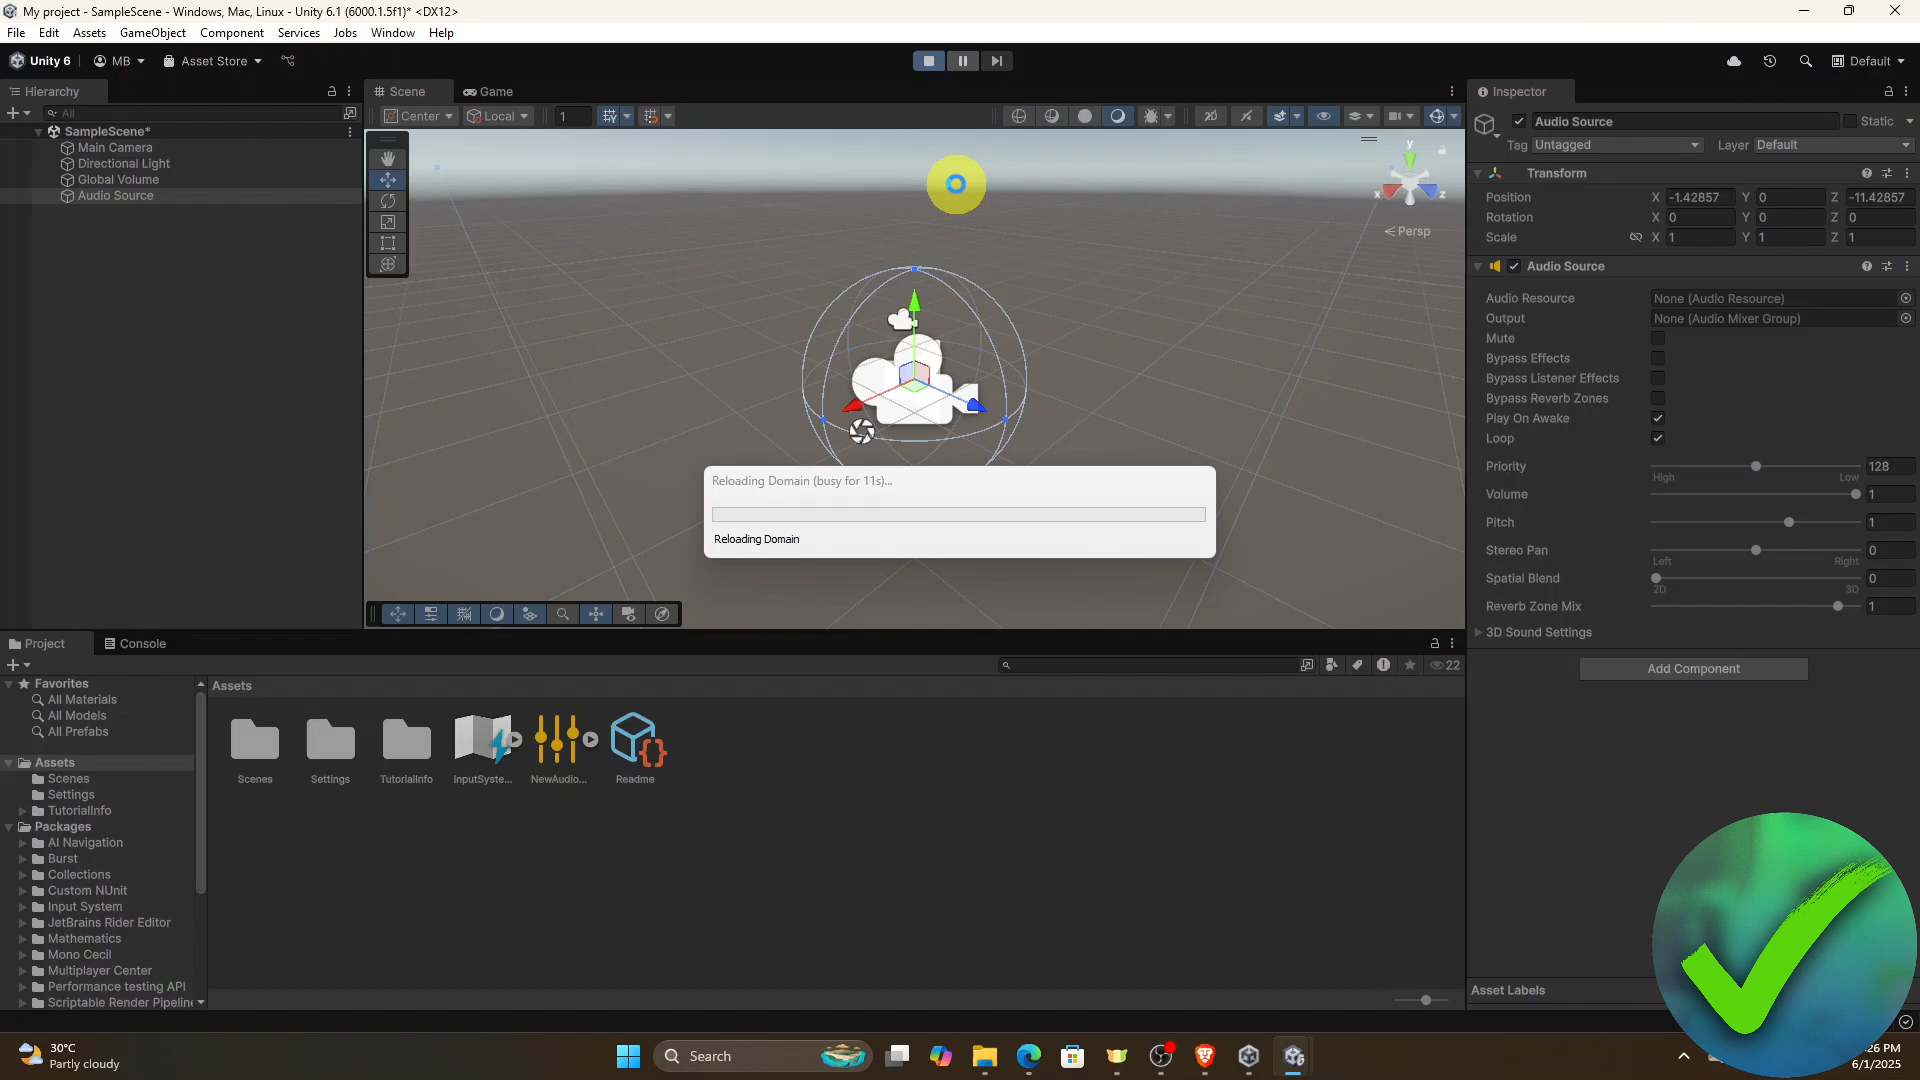 My project - SampleScene - Windows, Mac, Linux - Unity 6.1 (6000.1.5f1)* <DX12>
File Edit Assets GameObject Component Services Jobs Window Help
Unity 6 MB Asset Store Default
Hierarchy
All
SampleScene*
Main Camera
Directional Light
Global Volume
Audio Source
Scene Game
Center Local 1
2D
y
x z
Persp
Reloading Domain (busy for 11s)...
Reloading Domain
Inspector
Audio Source Static
Tag Untagged Layer Default
Transform
Position X -1.42857 Y 0 Z -11.42857
Rotation X 0 Y 0 Z 0
Scale X 1 Y 1 Z 1
Audio Source
Audio Resource None (Audio Resource)
Output None (Audio Mixer Group)
Mute
Bypass Effects
Bypass Listener Effects
Bypass Reverb Zones
Play On Awake
Loop
Priority 128
High Low
Volume 1
Pitch 1
Stereo Pan 0
Left Right
Spatial Blend 0
2D 3D
Reverb Zone Mix 1
3D Sound Settings
Add Component
Asset Labels
Project Console
22
Favorites
All Materials
All Models
All Prefabs
Assets
Scenes
Settings
TutorialInfo
Packages
AI Navigation
Burst
Collections
Custom NUnit
Input System
JetBrains Rider Editor
Mathematics
Mono Cecil
Multiplayer Center
Performance testing API
Scriptable Render Pipeline
Assets
Scenes Settings TutorialInfo InputSyste... NewAudio... Readme
30°C
Partly cloudy
Search
:26 PM
6/1/2025